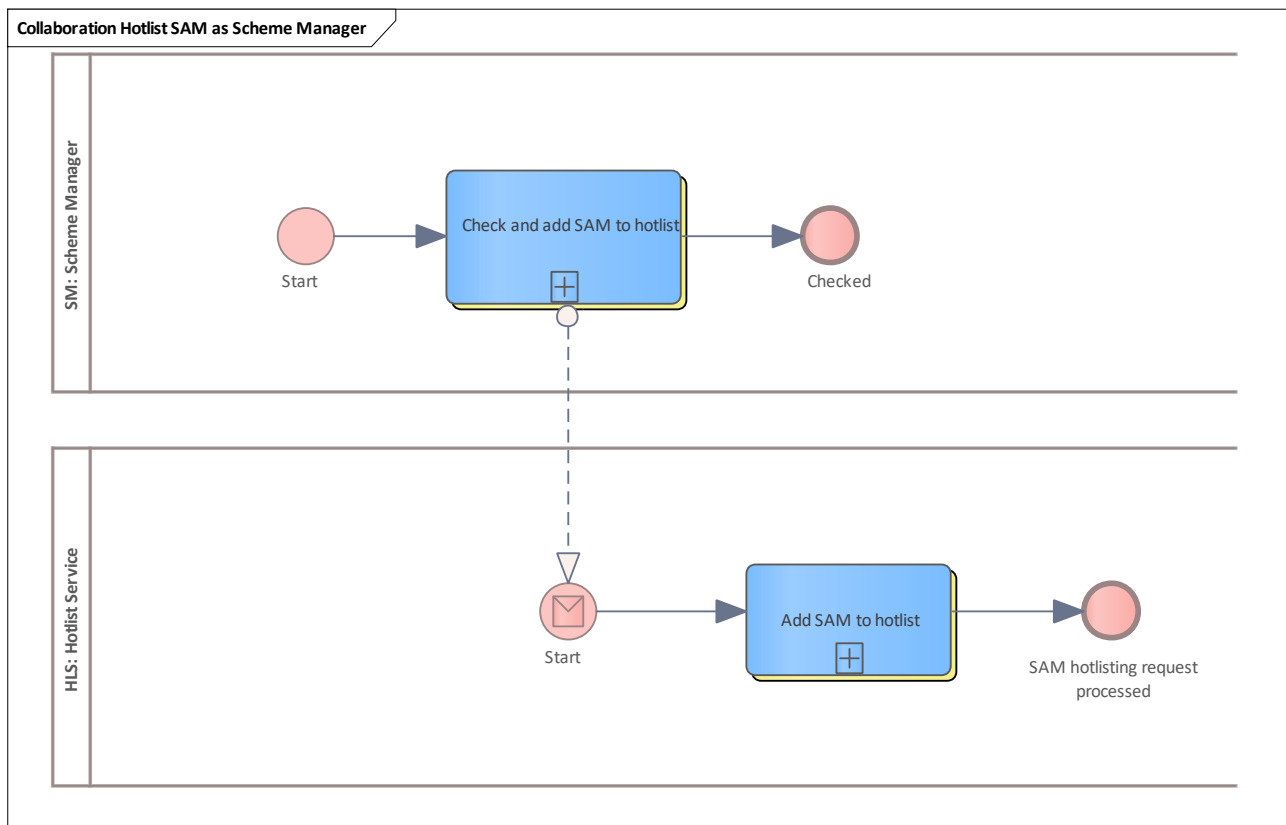 Collaboration Hotlist SAM as Scheme Manager
SM: Scheme Manager
Start
Check and add SAM to hotlist
Checked
HLS: Hotlist Service
Start
Add SAM to hotlist
SAM hotlisting request
processed